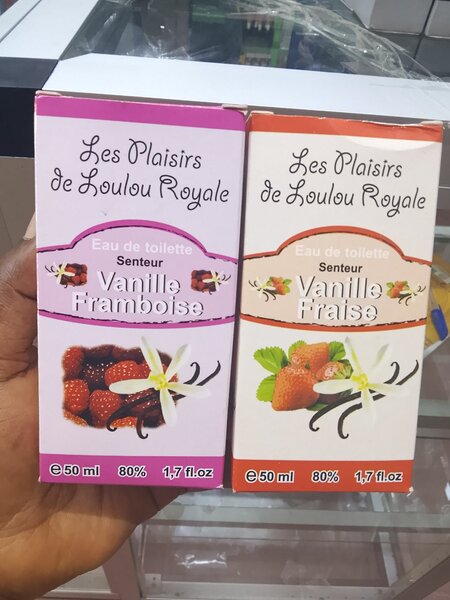 Les Plaisirs
de Loulou Royale
Eau de toilette
Senteur
Vanille
Framboise
e 50 ml 80% 1,7 fl.oz
Les Plaisirs
de Loulou Royale
Eau de toilette
Senteur
Vanille
Fraise
e 50 ml 80% 1,7 fl.oz